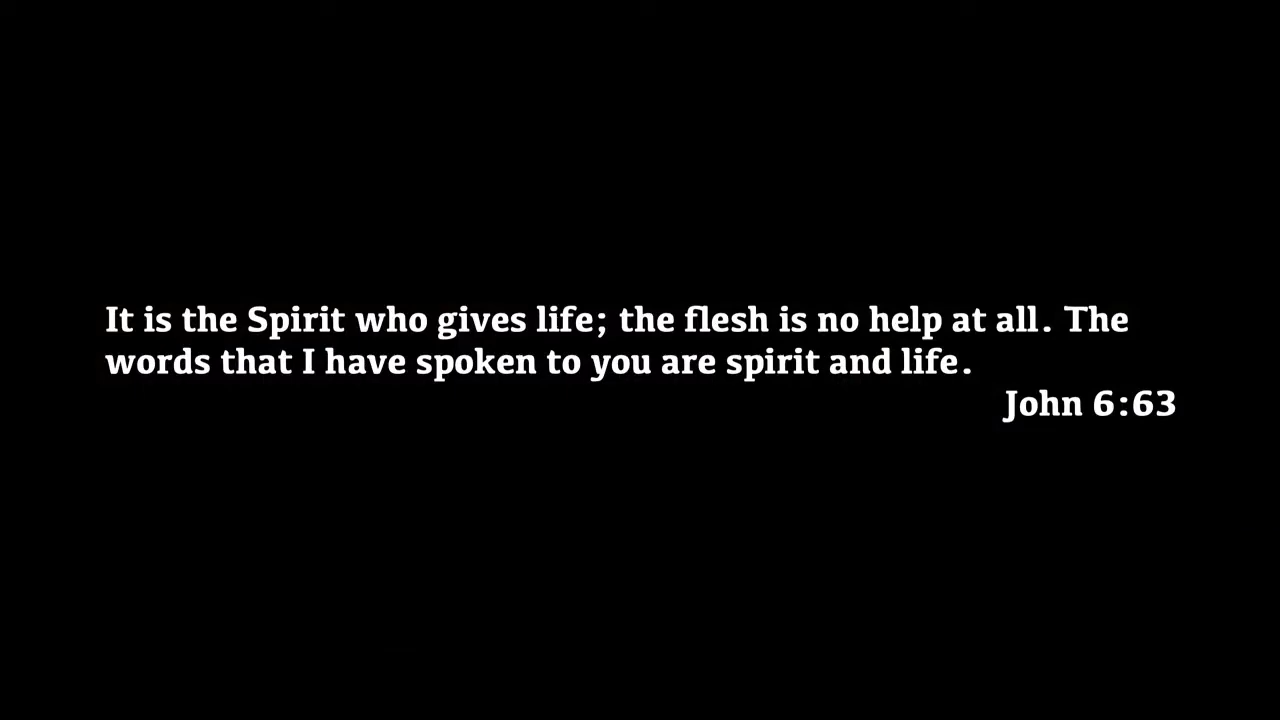 It is the Spirit who gives life; the flesh is no help at all. The
words that I have spoken to you are spirit and life.
John 6:63